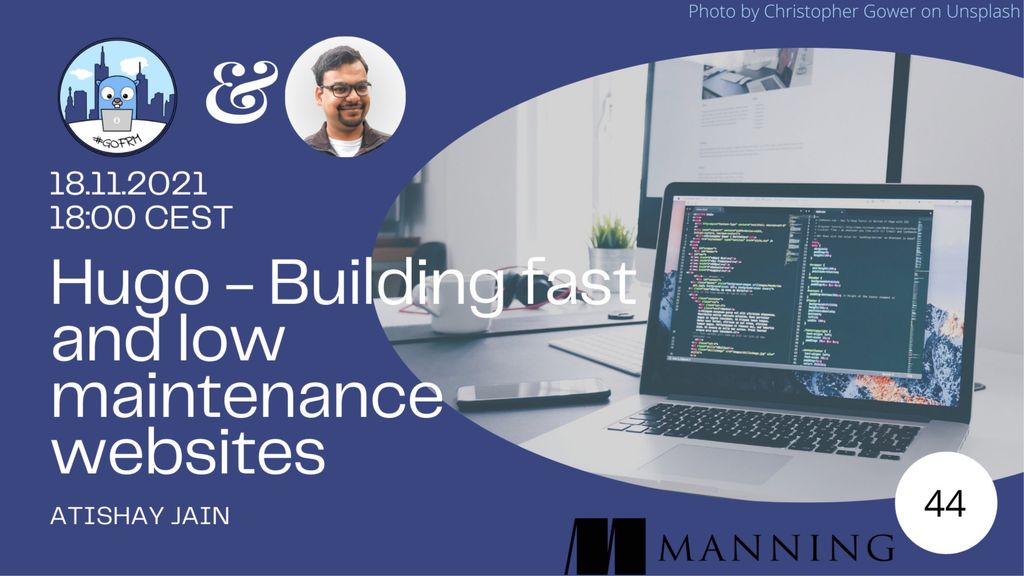 Photo by Christopher Gower on Unsplash
&
#GOFRM
18.11.2021
18:00 CEST
Hugo – Building fast
and low
maintenance
websites
ATISHAY JAIN
44
MANNING